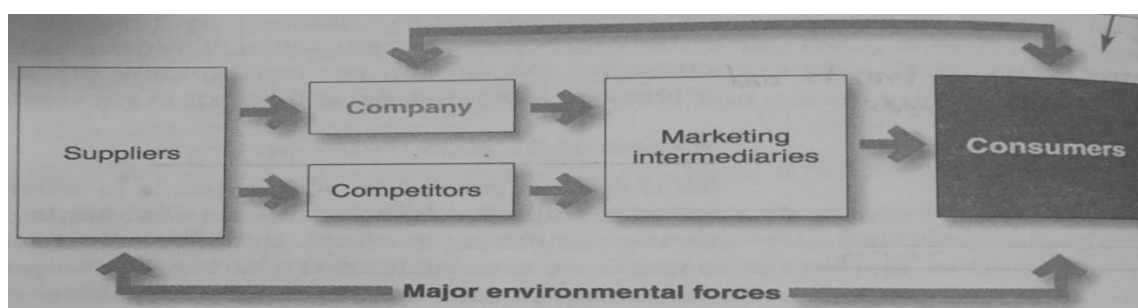 Suppliers
Company
Competitors
Marketing
intermediaries
Consumers
Major environmental forces